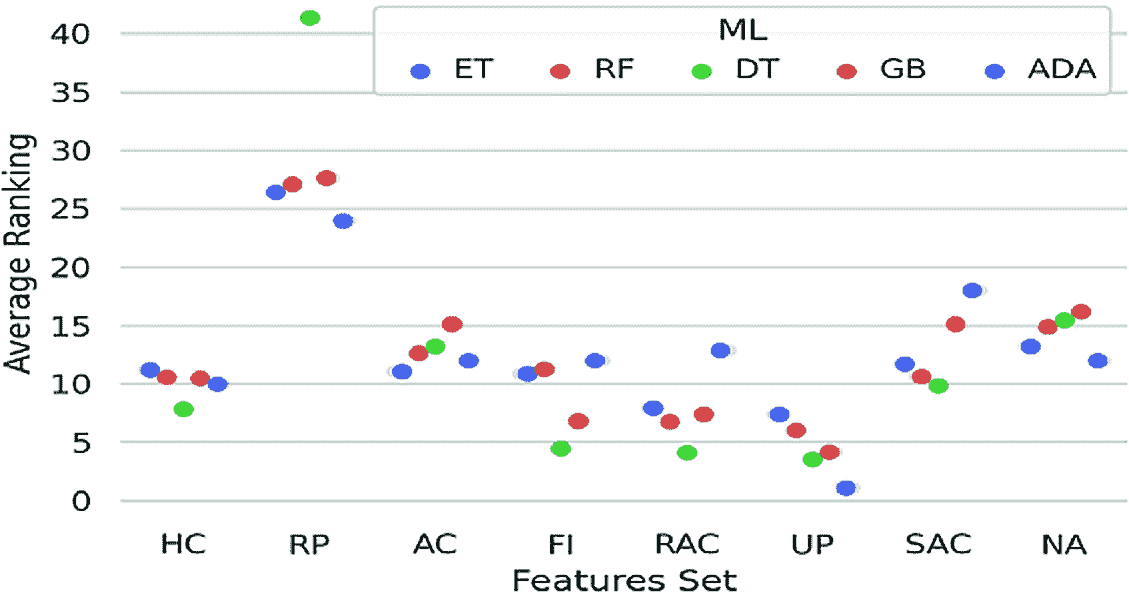 ML
ET RF DT GB ADA
Average Ranking
40
35
30
25
20
15
10
5
0
HC RP AC FI RAC UP SAC NA
Features Set